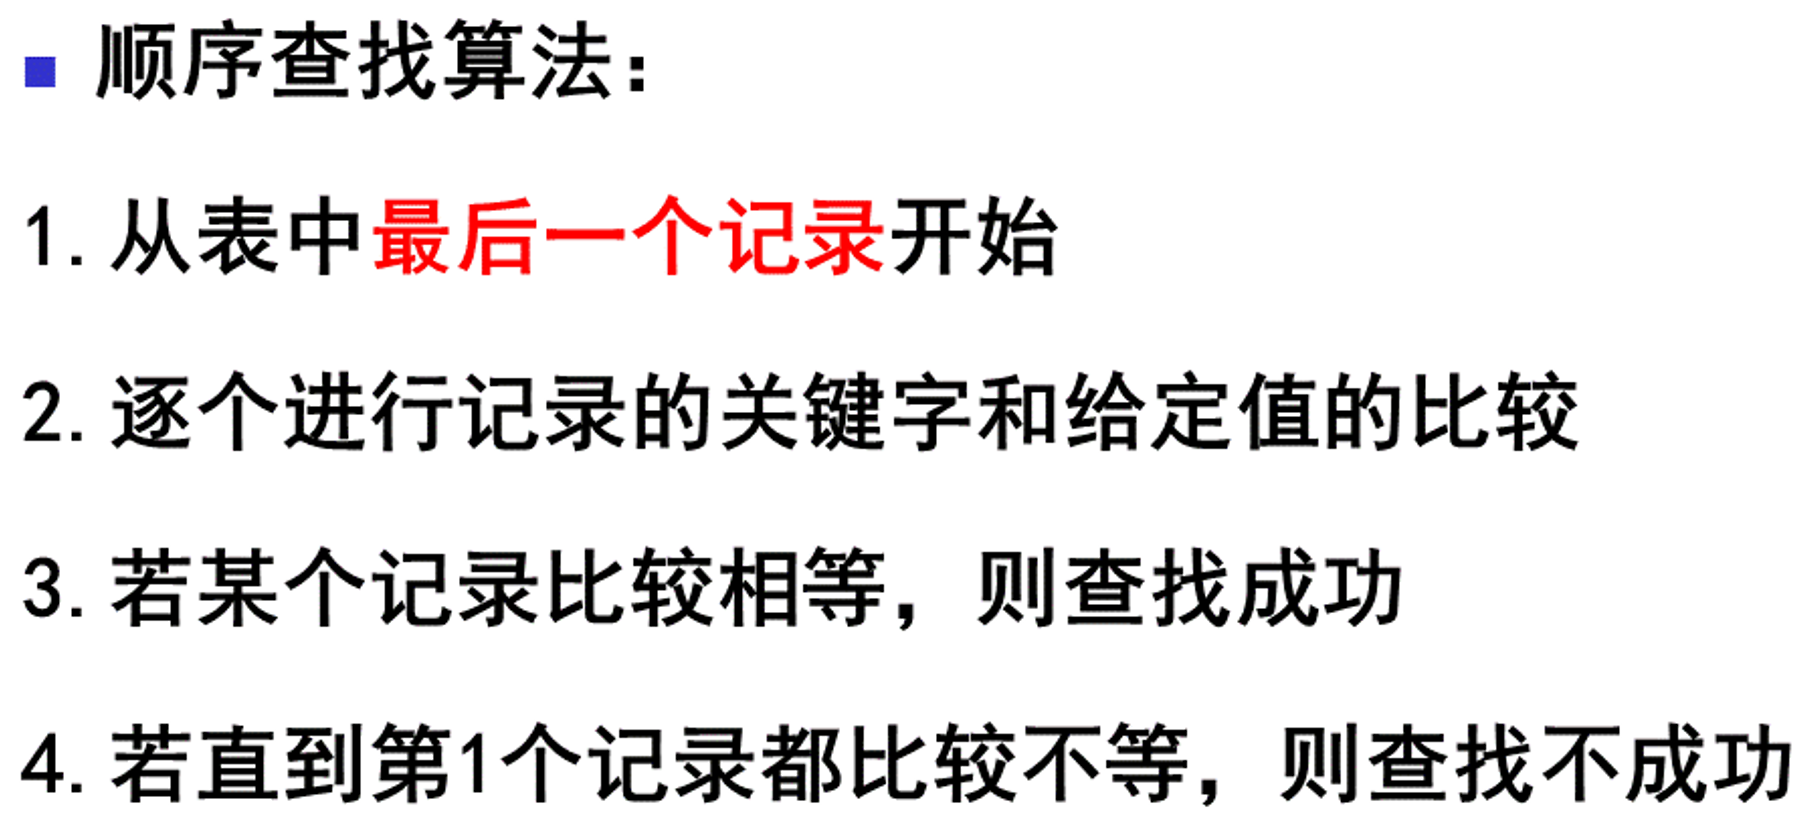 顺序查找算法：
1.从表中最后一个记录开始
2.逐个进行记录的关键字和给定值的比较
3.若某个记录比较相等，则查找成功
4.若直到第1个记录都比较不等，则查找不成功